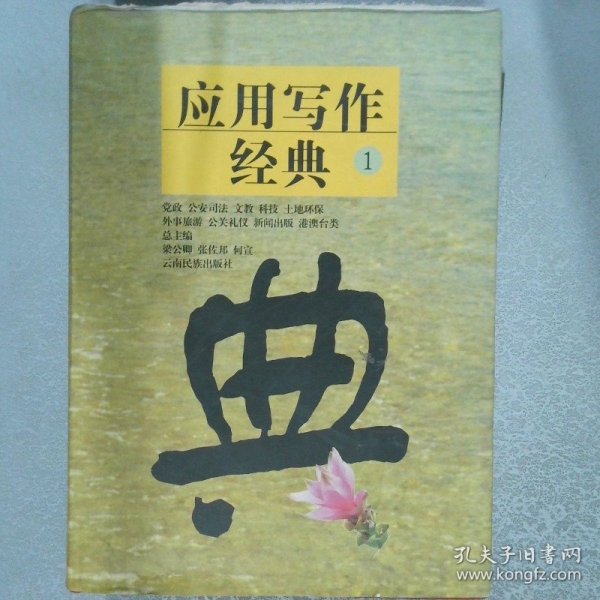 应用写作
经典 1
党政 公安司法 文教 科技 土地环保
外事旅游 公关礼仪 新闻出版 港澳台类
总主编
梁公卿 张佐邦 何宣
云南民族出版社
典
孔夫子旧书网
www.kongfz.com